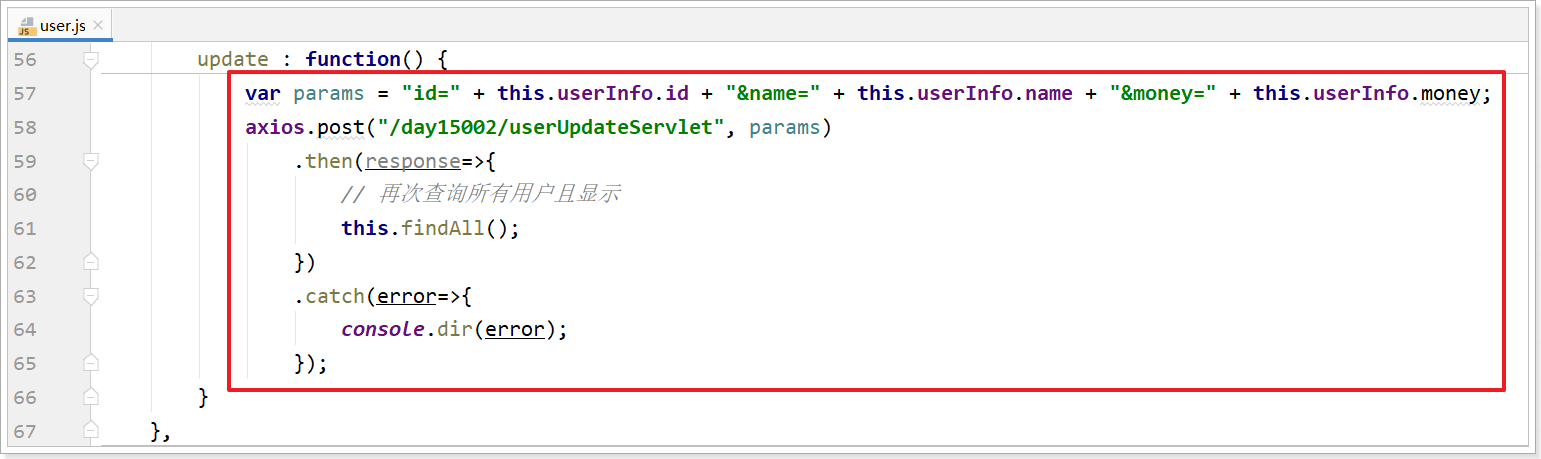 JS user.js ×
56 update : function() {
57 var params = "id=" + this.userInfo.id + "&name=" + this.userInfo.name + "&money=" + this.userInfo.money;
58 axios.post("/day15002/userUpdateServlet", params)
59 .then(response=>{
60 // 再次查询所有用户且显示
61 this.findAll();
62 })
63 .catch(error=>{
64 console.dir(error);
65 });
66 }
67 },